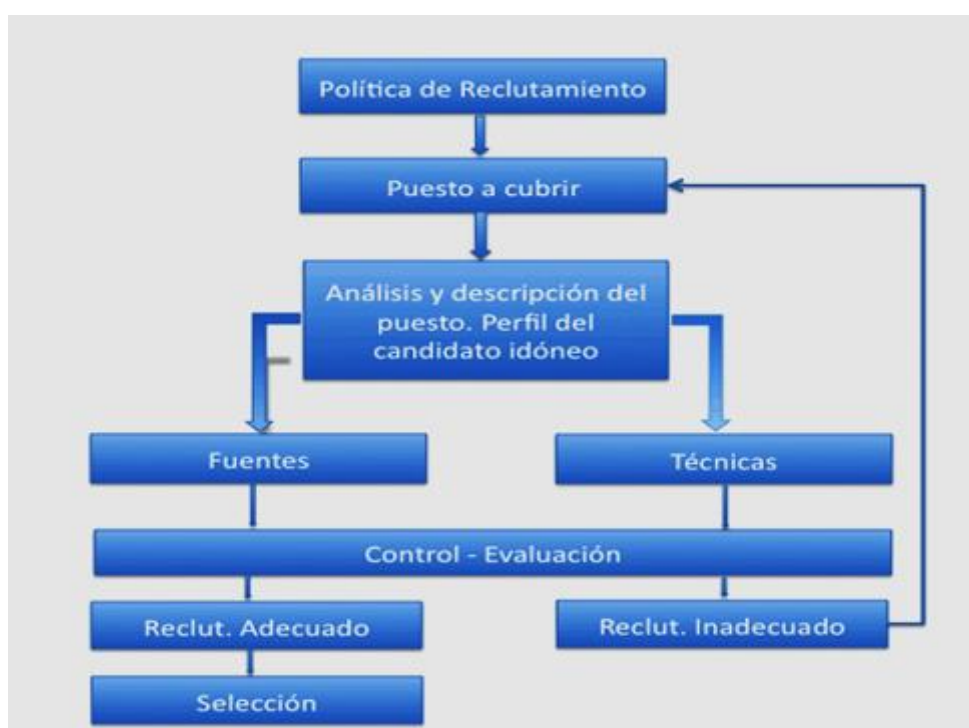 Política de Reclutamiento
Puesto a cubrir
Análisis y descripción del
puesto. Perfil del
candidato idóneo
Fuentes
Técnicas
Control - Evaluación
Reclut. Adecuado
Reclut. Inadecuado
Selección